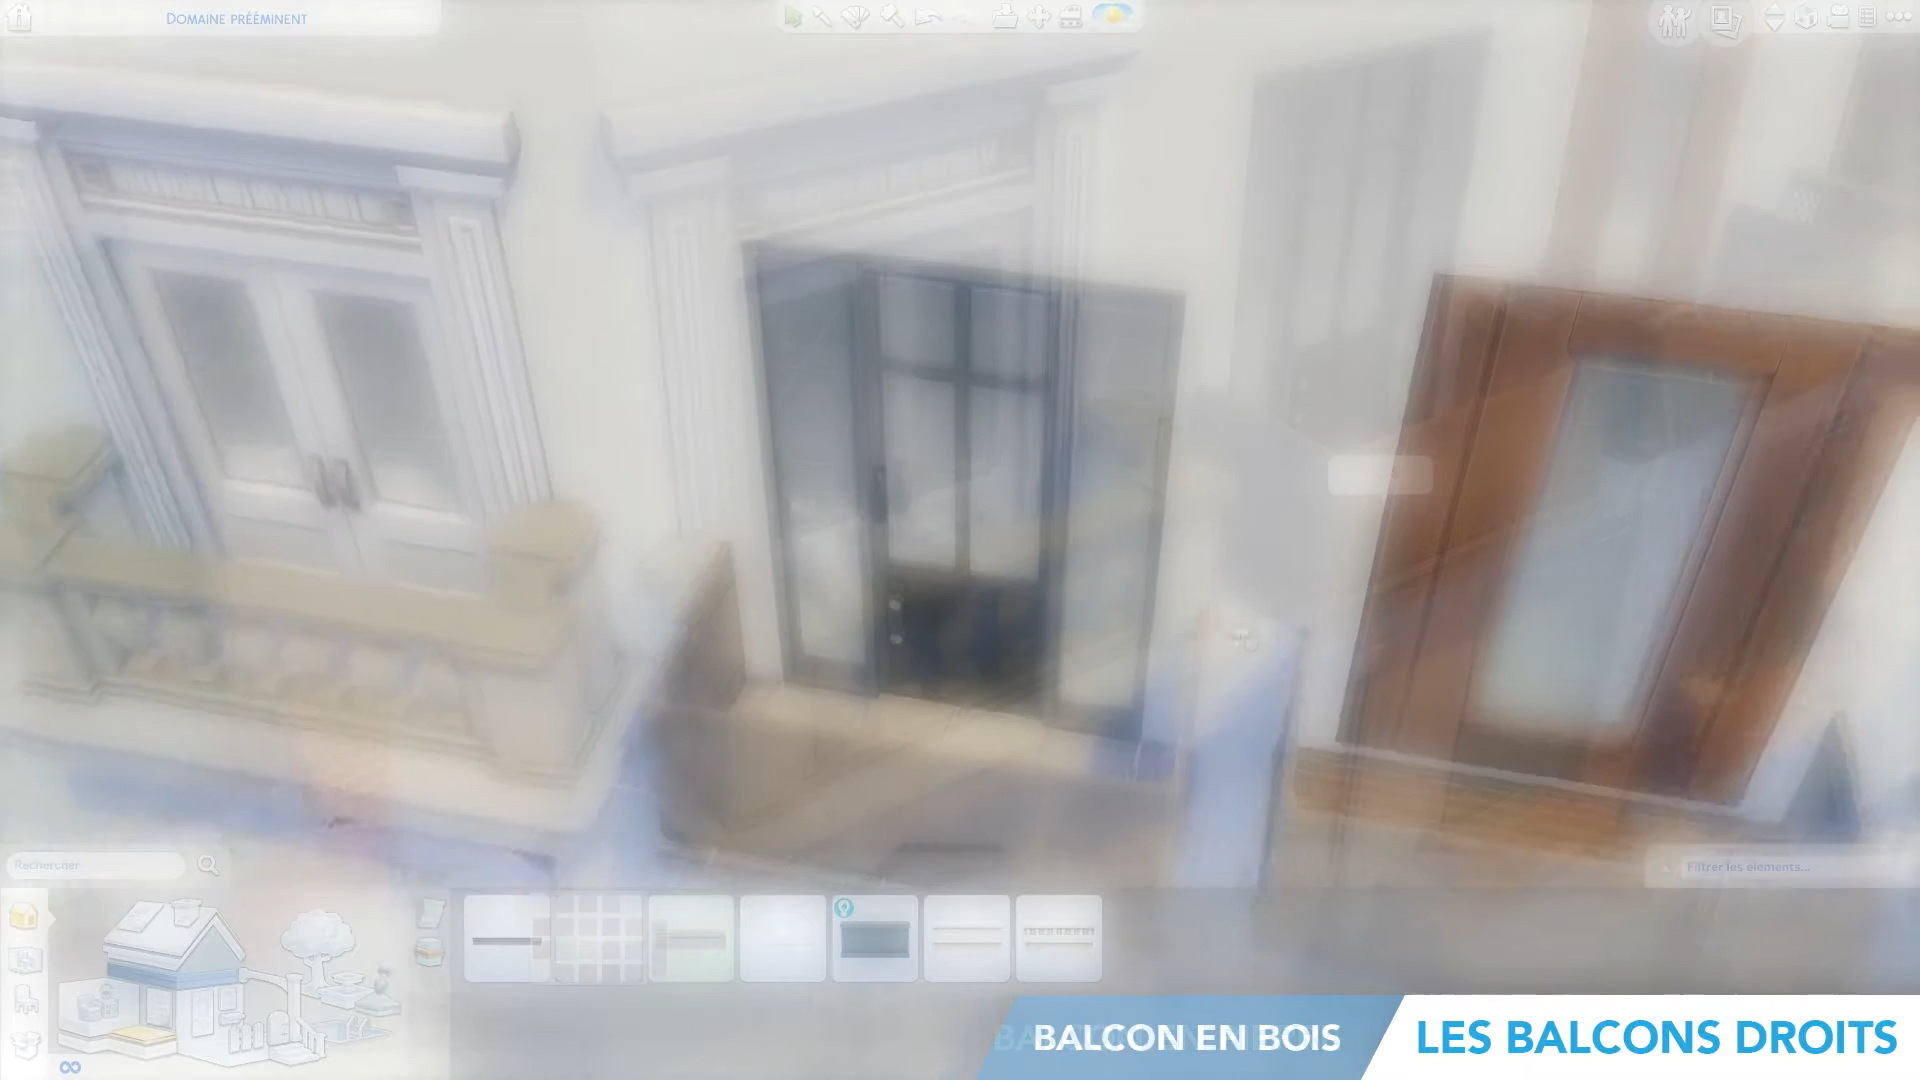 Domaine prééminent
Rechercher
Filtrer les éléments...
BALCON EN BOIS
LES BALCONS DROITS